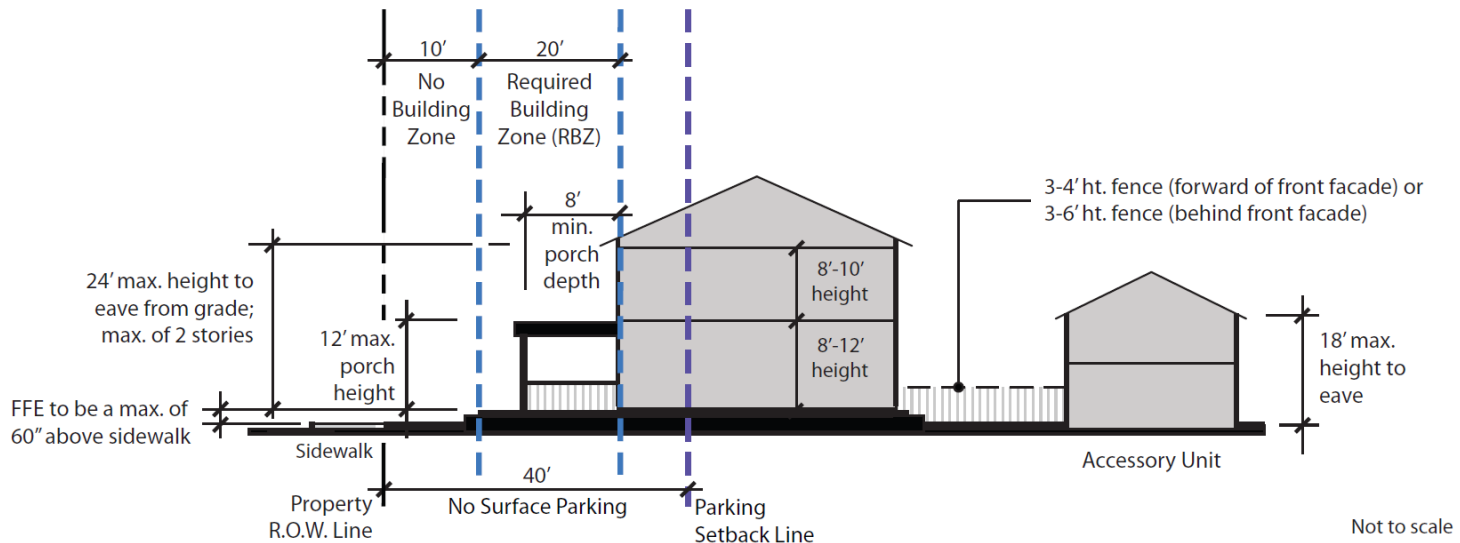 10’
20’
No
Building
Zone
Required
Building
Zone (RBZ)
8’
min.
porch
depth
3-4’ ht. fence (forward of front facade) or
3-6’ ht. fence (behind front facade)
24’ max. height to
eave from grade;
max. of 2 stories
8’-10’
height
12’ max.
porch
height
8’-12’
height
18’ max.
height to
eave
FFE to be a max. of
60” above sidewalk
Sidewalk
Accessory Unit
40’
No Surface Parking
Property
R.O.W. Line
Parking
Setback Line
Not to scale